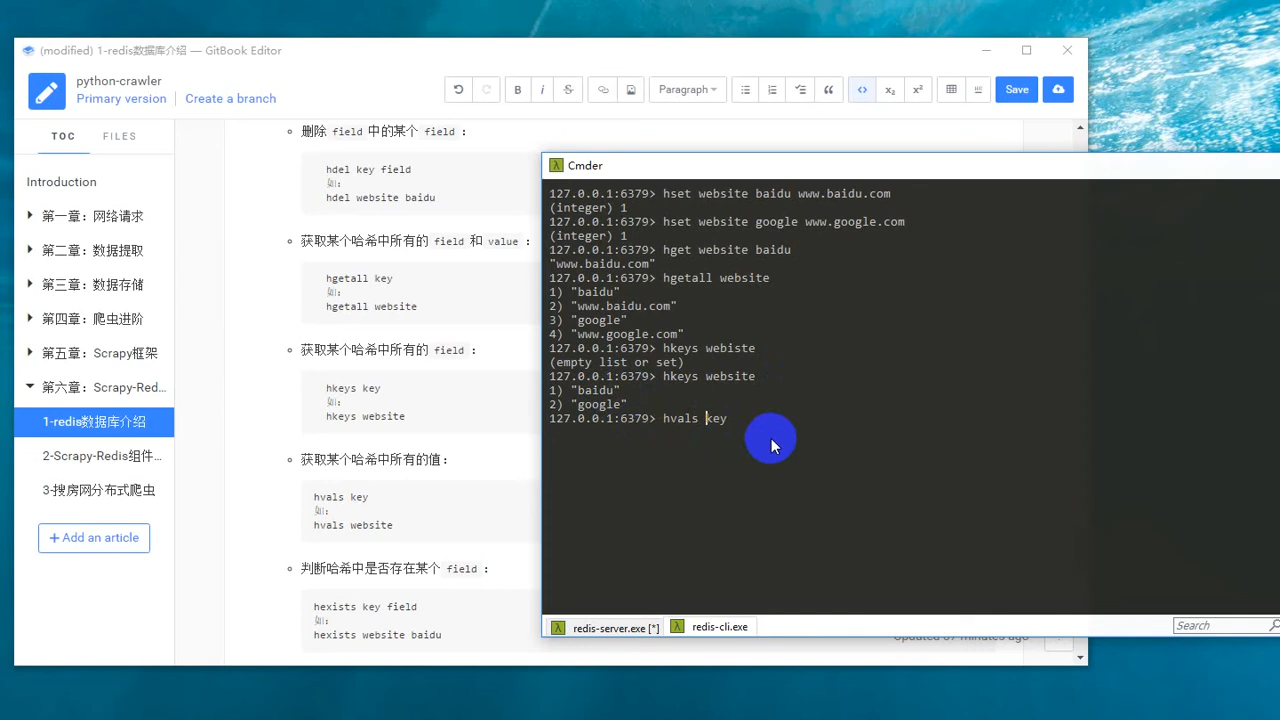 (modified) 1-redis数据库介绍 — GitBook Editor
python-crawler
Primary version
Create a branch
B
i
S
Paragraph
Save
TOC
FILES
Introduction
第一章：网络请求
第二章：数据提取
第三章：数据存储
第四章：爬虫进阶
第五章：Scrapy框架
第六章：Scrapy-Red...
1-redis数据库介绍
2-Scrapy-Redis组件...
3-搜房网分布式爬虫
+ Add an article
删除 field 中的某个 field ：
hdel key field
如:
hdel website baidu
获取某个哈希中所有的 field 和 value ：
hgetall key
如:
hgetall website
获取某个哈希中所有的 field ：
hkeys key
如:
hkeys website
获取某个哈希中所有的值：
hvals key
如:
hvals website
判断哈希中是否存在某个 field ：
hexists key field
如:
hexists website baidu
Cmder
127.0.0.1:6379> hset website baidu www.baidu.com
(integer) 1
127.0.0.1:6379> hset website google www.google.com
(integer) 1
127.0.0.1:6379> hget website baidu
"www.baidu.com"
127.0.0.1:6379> hgetall website
1) "baidu"
2) "www.baidu.com"
3) "google"
4) "www.google.com"
127.0.0.1:6379> hkeys webiste
(empty list or set)
127.0.0.1:6379> hkeys website
1) "baidu"
2) "google"
127.0.0.1:6379> hvals key
redis-server.exe [*]
redis-cli.exe
Search